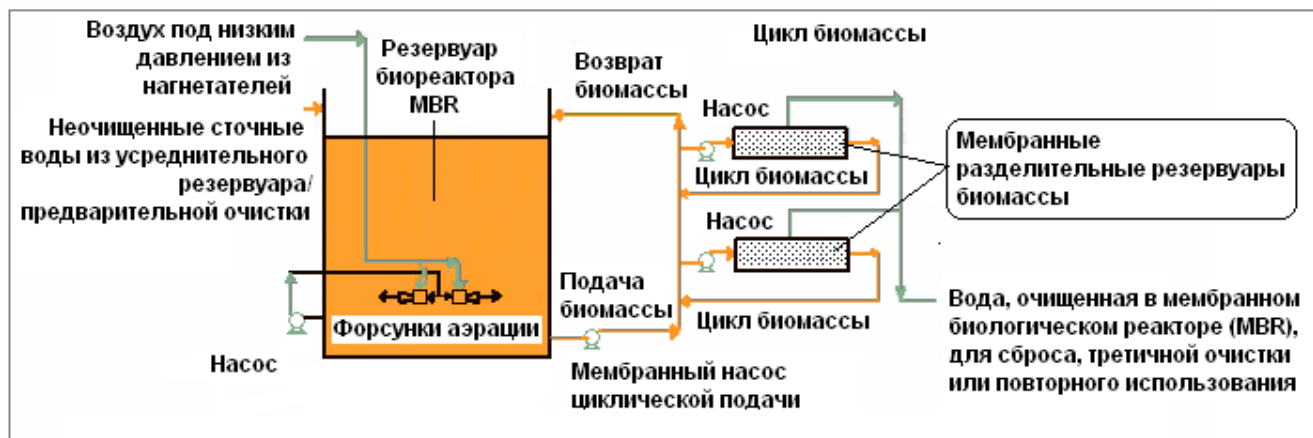 Воздух под низким
давлением из
нагнетателей
Неочищенные сточные
воды из усреднительного
резервуара/
предварительной очистки
Насос
Резервуар
биореактора
MBR
Форсунки аэрации
Возврат
биомассы
Подача
биомассы
Мембранный насос
циклической подачи
Цикл биомассы
Насос
Цикл биомассы
Насос
Цикл биомассы
Мембранные
разделительные резервуары
биомассы
Вода, очищенная в мембранном
биологическом реакторе (MBR),
для сброса, третичной очистки
или повторного использования